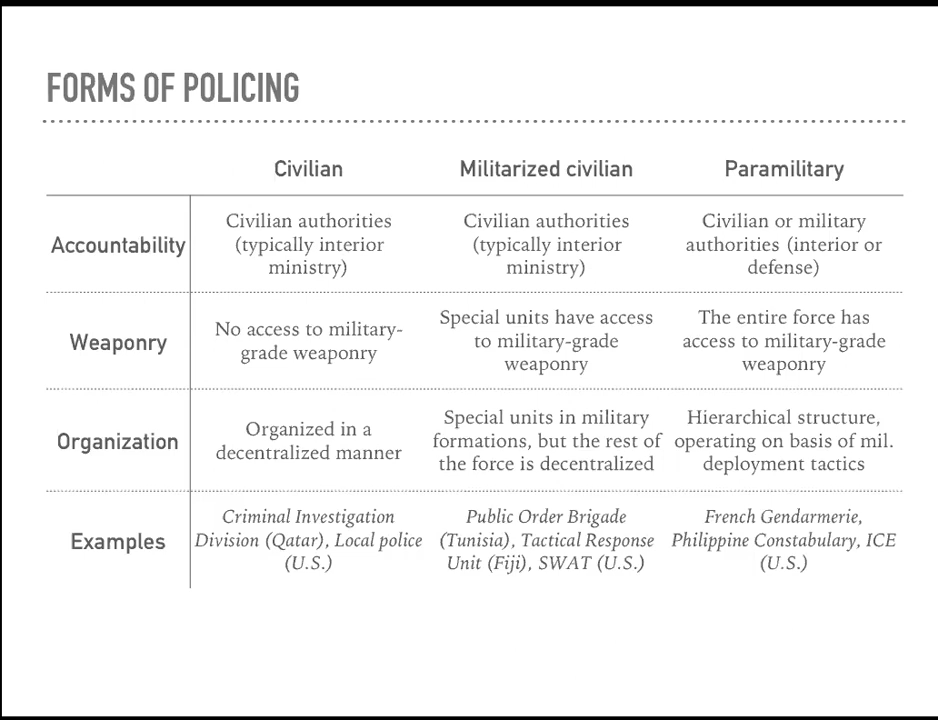 FORMS OF POLICING
Civilian
Militarized civilian
Paramilitary
Accountability
Civilian authorities
(typically interior
ministry)
Civilian authorities
(typically interior
ministry)
Civilian or military
authorities (interior or
defense)
Weaponry
No access to military-
grade weaponry
Special units have access
to military-grade
weaponry
The entire force has
access to military-grade
weaponry
Organization
Organized in a
decentralized manner
Special units in military
formations, but the rest of
the force is decentralized
Hierarchical structure,
operating on basis of mil.
deployment tactics
Examples
Criminal Investigation
Division (Qatar), Local police
(U.S.)
Public Order Brigade
(Tunisia), Tactical Response
Unit (Fiji), SWAT (U.S.)
French Gendarmerie,
Philippine Constabulary, ICE
(U.S.)